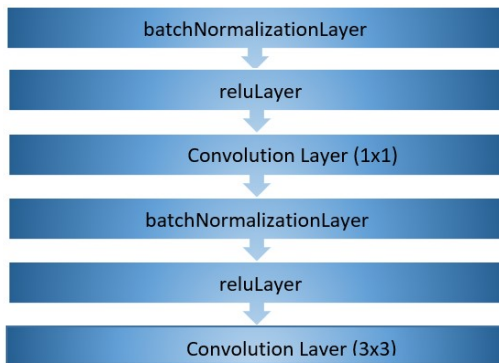 batchNormalizationLayer
reluLayer
Convolution Layer (1x1)
batchNormalizationLayer
reluLayer
Convolution Layer (3x3)